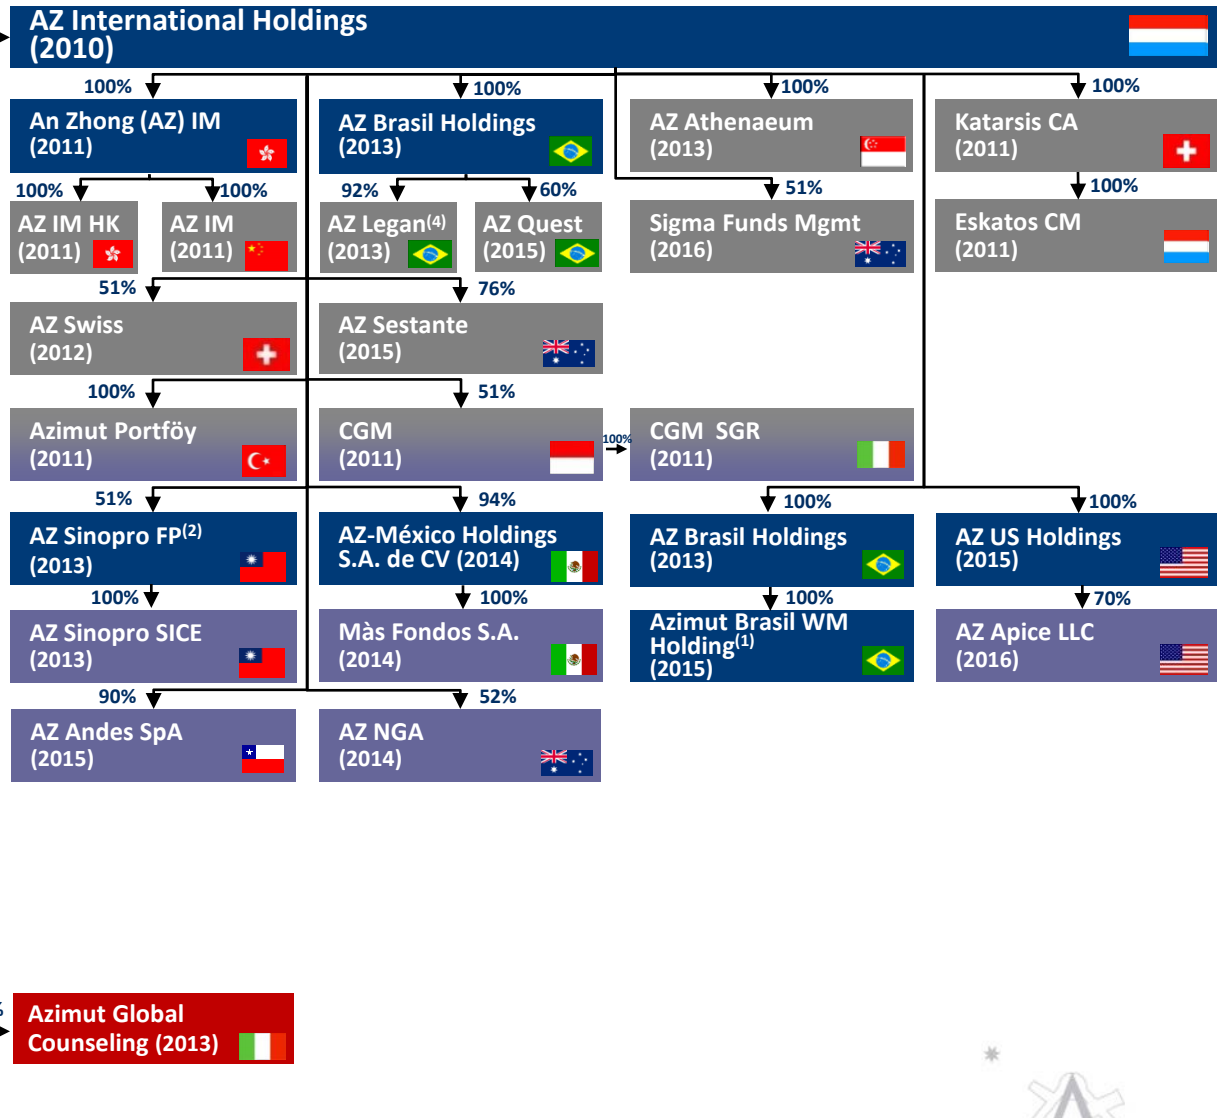 AZ International Holdings
(2010)
100%
100%
100%
100%
An Zhong (AZ) IM
(2011)
AZ Brasil Holdings
(2013)
AZ Athenaeum
(2013)
Katarsis CA
(2011)
100%
100%
92%
60%
51%
100%
AZ IM HK
(2011)
AZ IM
(2011)
AZ Legan(4)
(2013)
AZ Quest
(2015)
Sigma Funds Mgmt
(2016)
Eskatos CM
(2011)
51%
76%
AZ Swiss
(2012)
AZ Sestante
(2015)
100%
51%
Azimut Portföy
(2011)
CGM
(2011)
100%
CGM SGR
(2011)
51%
94%
100%
100%
AZ Sinopro FP(2)
(2013)
AZ-México Holdings
S.A. de CV (2014)
AZ Brasil Holdings
(2013)
AZ US Holdings
(2015)
100%
100%
100%
70%
AZ Sinopro SICE
(2013)
Màs Fondos S.A.
(2014)
Azimut Brasil WM
Holding(1)
(2015)
AZ Apice LLC
(2016)
90%
52%
AZ Andes SpA
(2015)
AZ NGA
(2014)
%
Azimut Global
Counseling (2013)